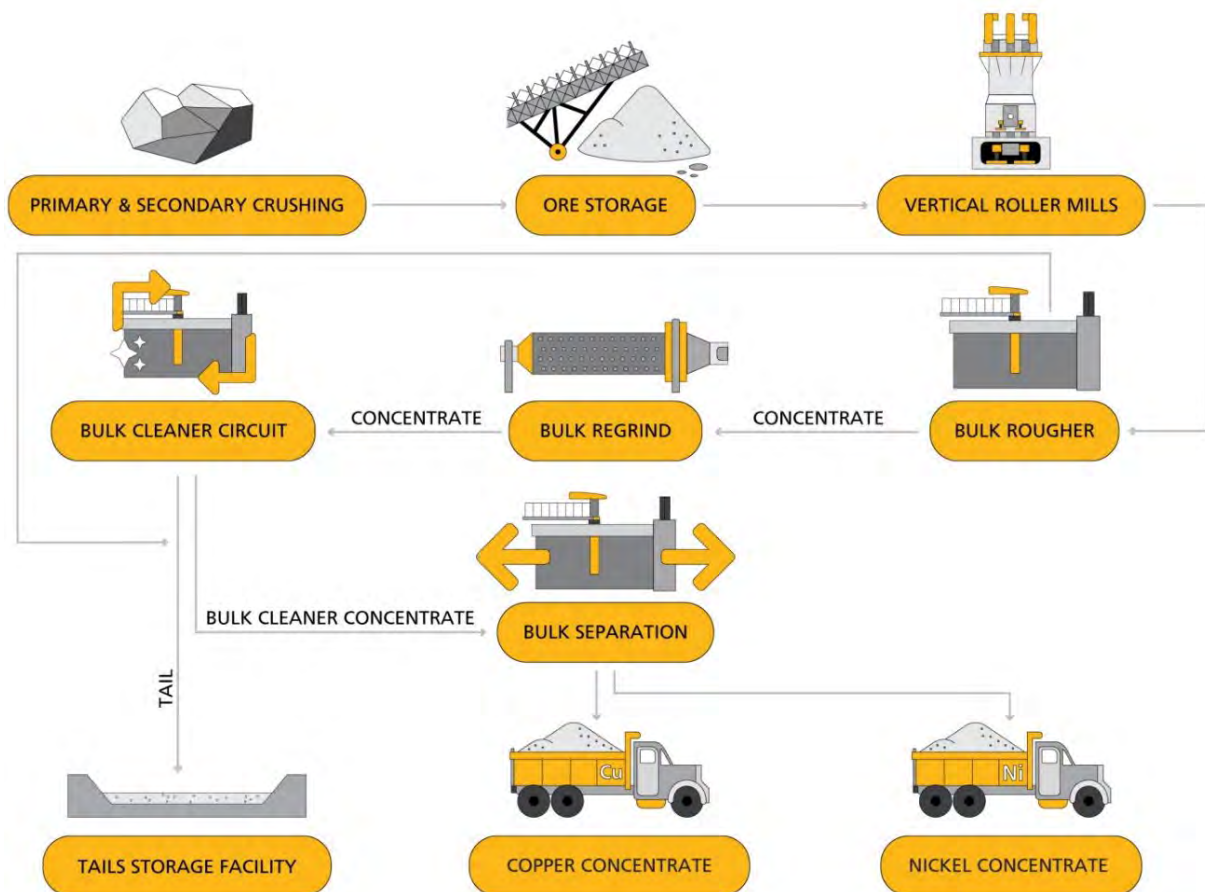 PRIMARY & SECONDARY CRUSHING
ORE STORAGE
VERTICAL ROLLER MILLS
BULK CLEANER CIRCUIT
CONCENTRATE
BULK REGRIND
CONCENTRATE
BULK ROUGHER
BULK CLEANER CONCENTRATE
BULK SEPARATION
TAIL
Cu
Ni
TAILS STORAGE FACILITY
COPPER CONCENTRATE
NICKEL CONCENTRATE